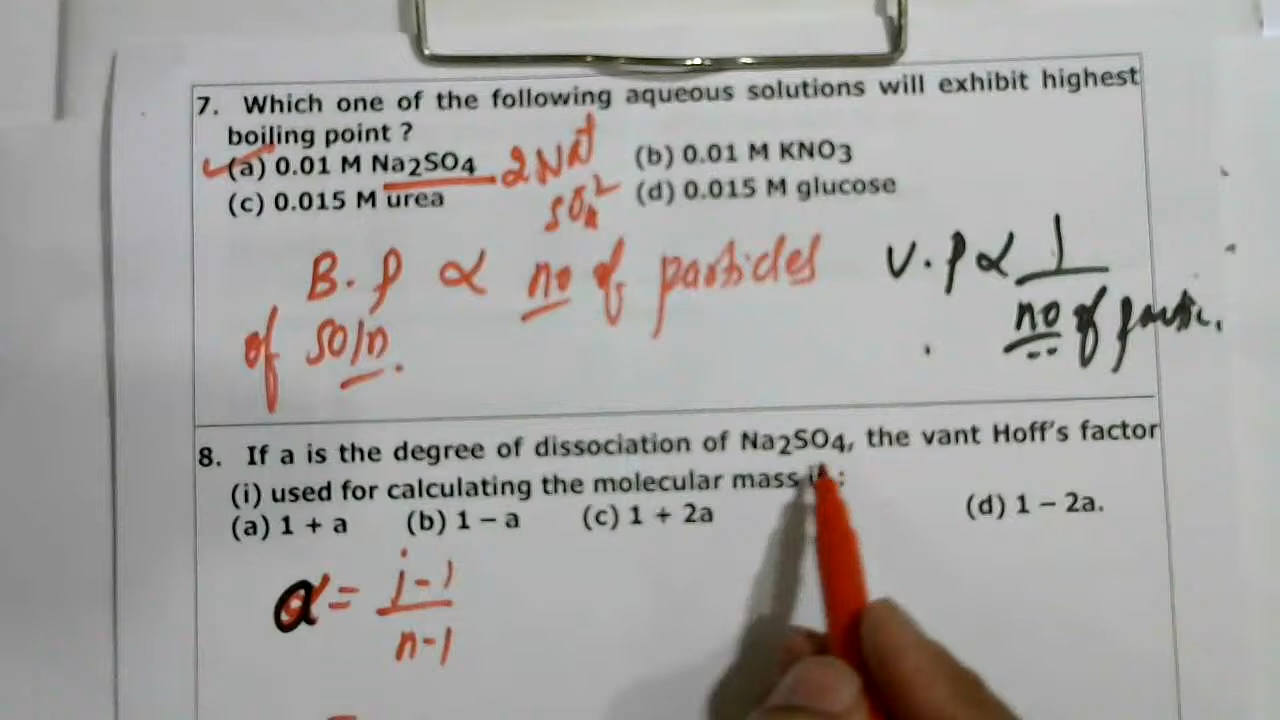 7. Which one of the following aqueous solutions will exhibit highest
boiling point ?
(a) 0.01 M Na2SO4 2Na+
(b) 0.01 M KNO3
SO4 2-
(c) 0.015 M urea
(d) 0.015 M glucose
B.p ∝ no of particles
of soln.
V.p ∝ 1
no of partic.
8. If a is the degree of dissociation of Na2SO4, the vant Hoff's factor
(i) used for calculating the molecular mass :
(a) 1 + a (b) 1 – a (c) 1 + 2a (d) 1 – 2a.
α = i-1
n-1